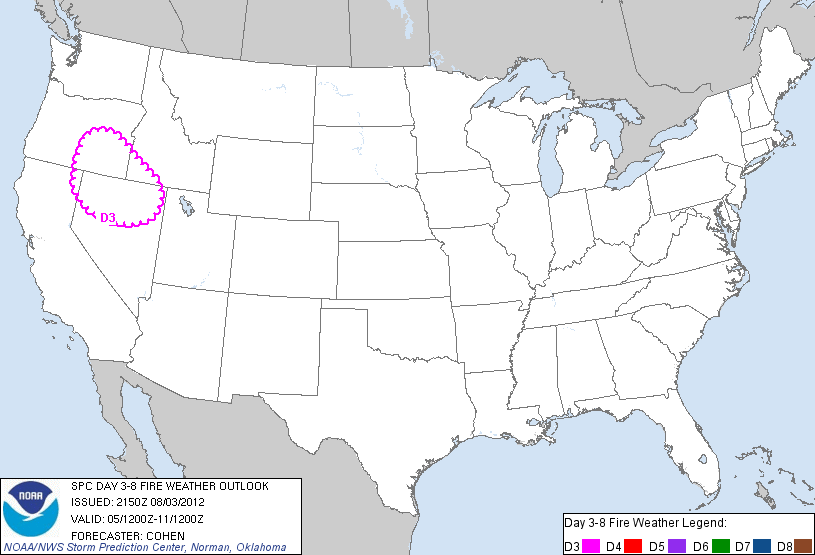 D3
NOAA
SPC DAY 3-8 FIRE WEATHER OUTLOOK
ISSUED: 2150Z 08/03/2012
VALID: 05/1200Z-11/1200Z
FORECASTER: COHEN
NOAA/NWS Storm Prediction Center, Norman, Oklahoma
Day 3-8 Fire Weather Legend:
D3 D4 D5 D6 D7 D8